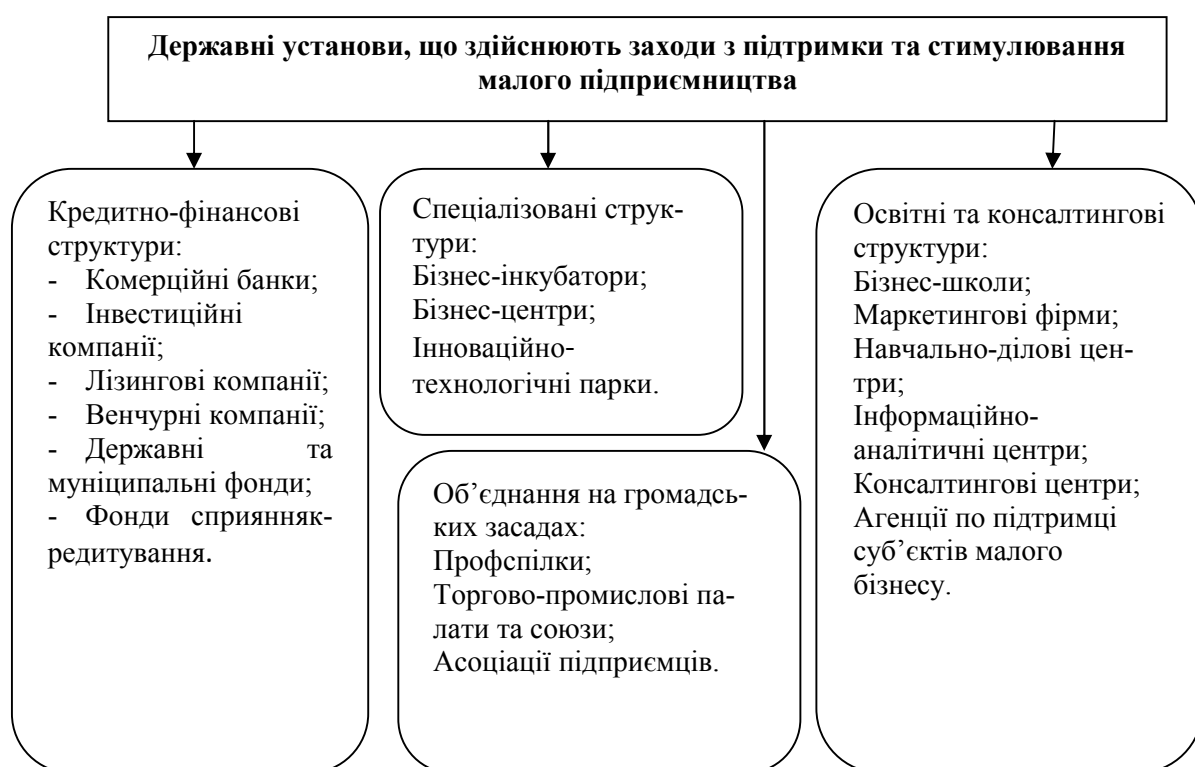 Державні установи, що здійснюють заходи з підтримки та стимулювання
малого підприємництва
Кредитно-фінансові
структури:
- Комерційні банки;
- Інвестиційні
компанії;
- Лізингові компанії;
- Венчурні компанії;
- Державні та
муніципальні фонди;
- Фонди сприянняк-
редитування.
Спеціалізовані струк-
тури:
Бізнес-інкубатори;
Бізнес-центри;
Інноваційно-
технологічні парки.
Об’єднання на громадсь-
ких засадах:
Профспілки;
Торгово-промислові па-
лати та союзи;
Асоціації підприємців.
Освітні та консалтингові
структури:
Бізнес-школи;
Маркетингові фірми;
Навчально-ділові цен-
три;
Інформаційно-
аналітичні центри;
Консалтингові центри;
Агенції по підтримці
суб’єктів малого
бізнесу.